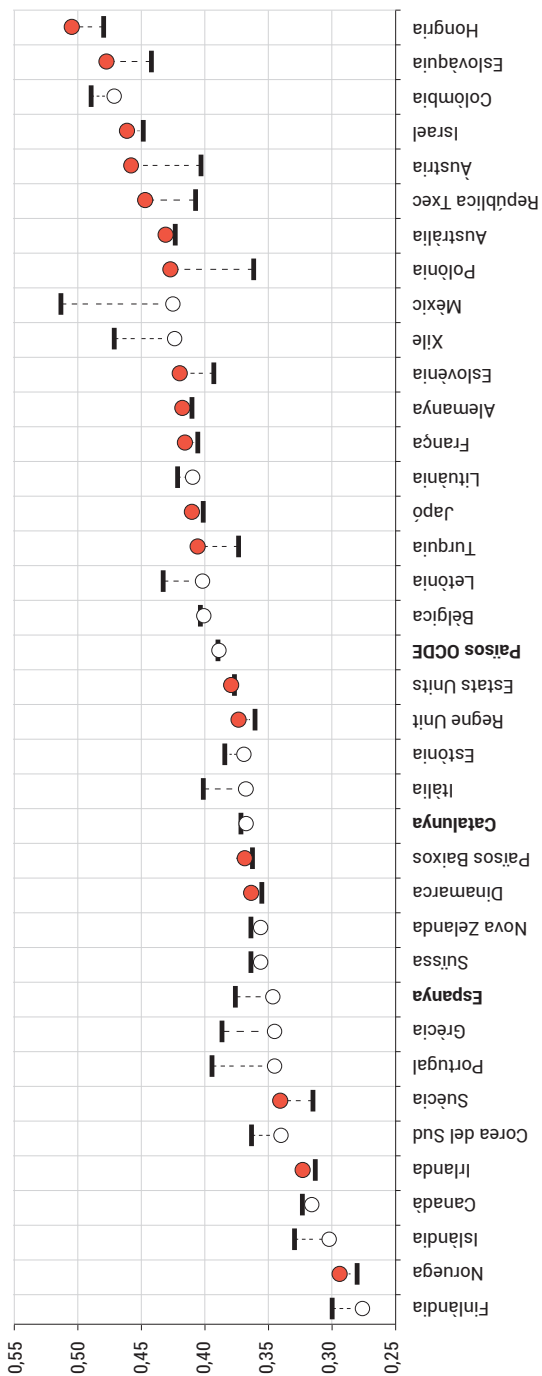 Hongria
Eslovàquia
Colòmbia
Israel
Àustria
República Txec
Austràlia
Polònia
Mèxic
Xile
Eslovènia
Alemanya
França
Lituània
Japó
Turquia
Letònia
Bèlgica
Països OCDE
Estats Units
Regne Unit
Estònia
Itàlia
Catalunya
Països Baixos
Dinamarca
Nova Zelanda
Suïssa
Espanya
Grècia
Portugal
Suècia
Corea del Sud
Irlanda
Canadà
Islàndia
Noruega
Finlàndia
0,55
0,50
0,45
0,40
0,35
0,30
0,25